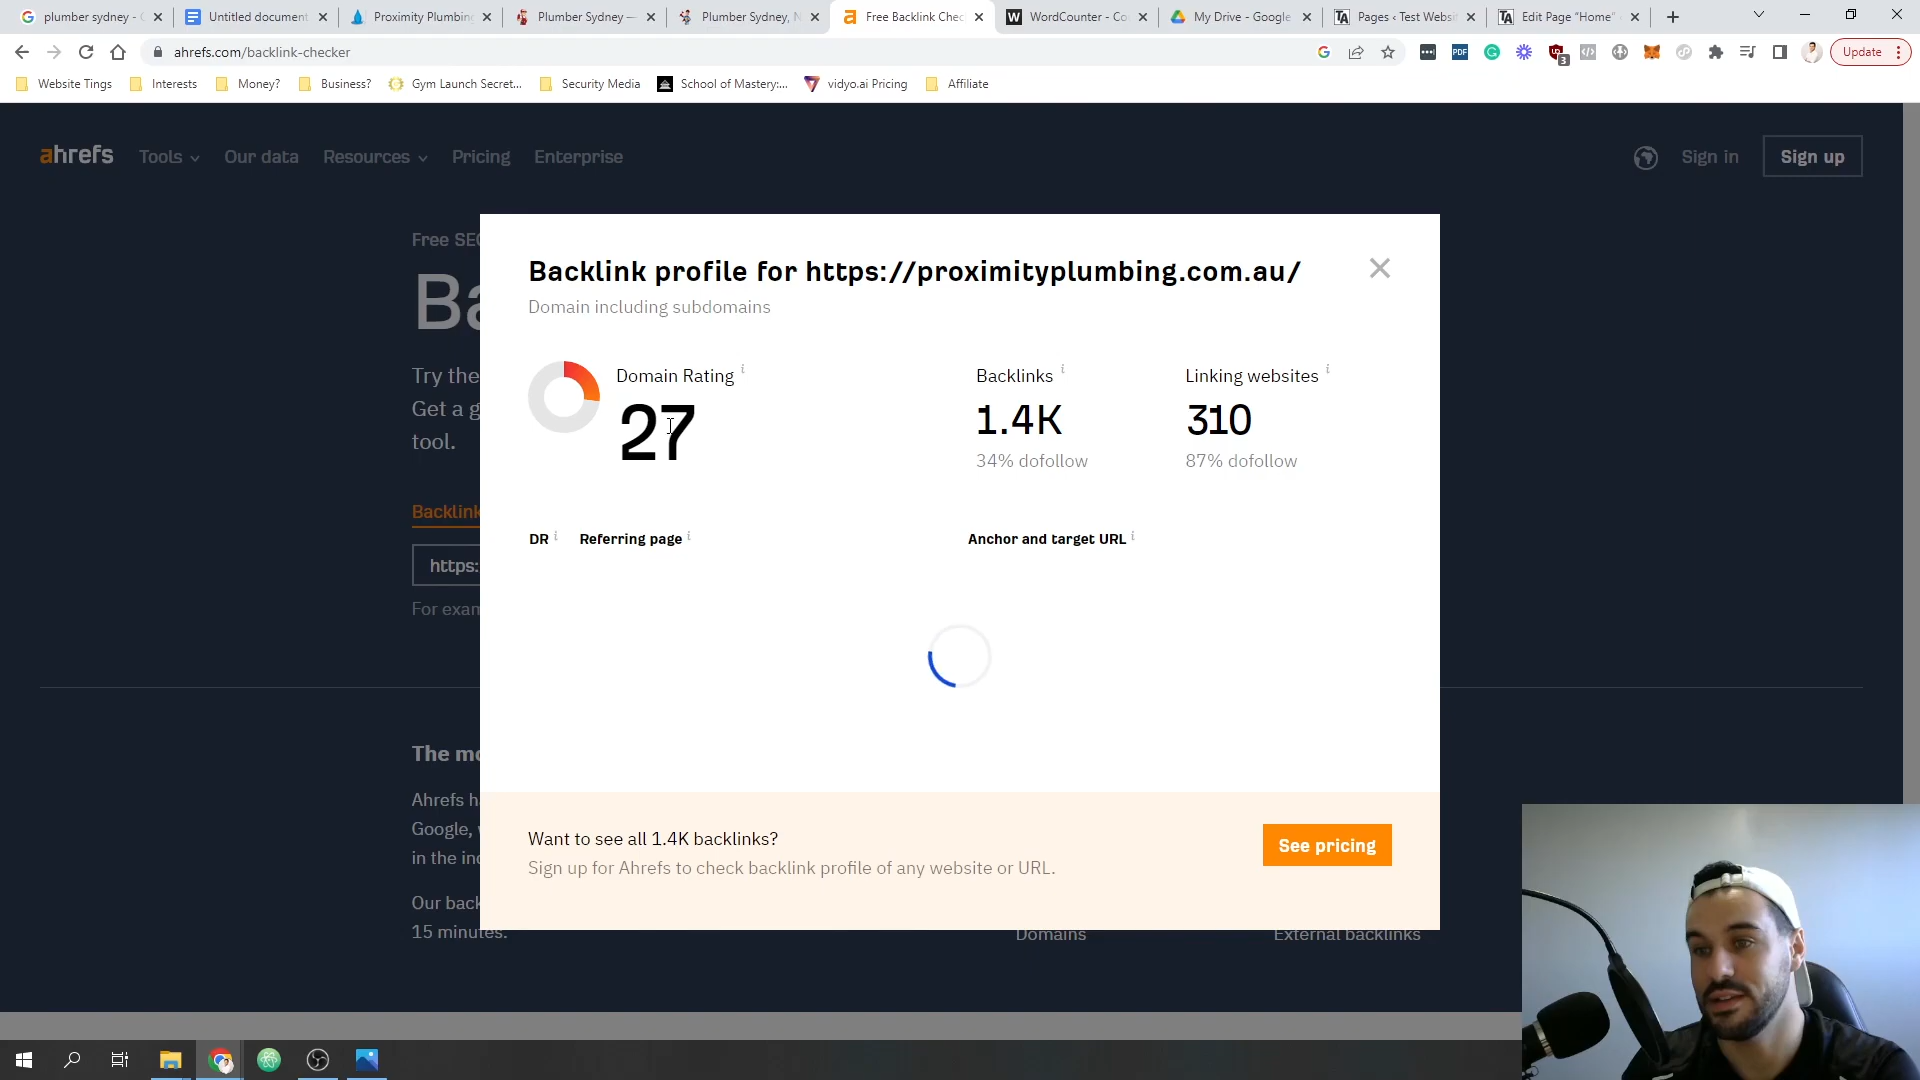 plumber sydney - G
Untitled document
Proximity Plumbing
Plumber Sydney —
Plumber Sydney, N
Free Backlink Chec
WordCounter - Co
My Drive - Google
Pages ‹ Test Websi
Edit Page "Home"
ahrefs.com/backlink-checker
Update
Website Tings
Interests
Money?
Business?
Gym Launch Secret...
Security Media
School of Mastery:...
vidyo.ai Pricing
Affiliate
ahrefs
Tools
Our data
Resources
Pricing
Enterprise
Sign in
Sign up
Free SE
Ba
Try the
Get a g
tool.
Backlink
https:
For exam
Backlink profile for https://proximityplumbing.com.au/
Domain including subdomains
Domain Rating
27
Backlinks
1.4K
34% dofollow
Linking websites
310
87% dofollow
DR
Referring page
Anchor and target URL
Want to see all 1.4K backlinks?
Sign up for Ahrefs to check backlink profile of any website or URL.
See pricing
The mo
Ahrefs h
Google,
in the in
Our back
15 minutes.
Domains
External backlinks